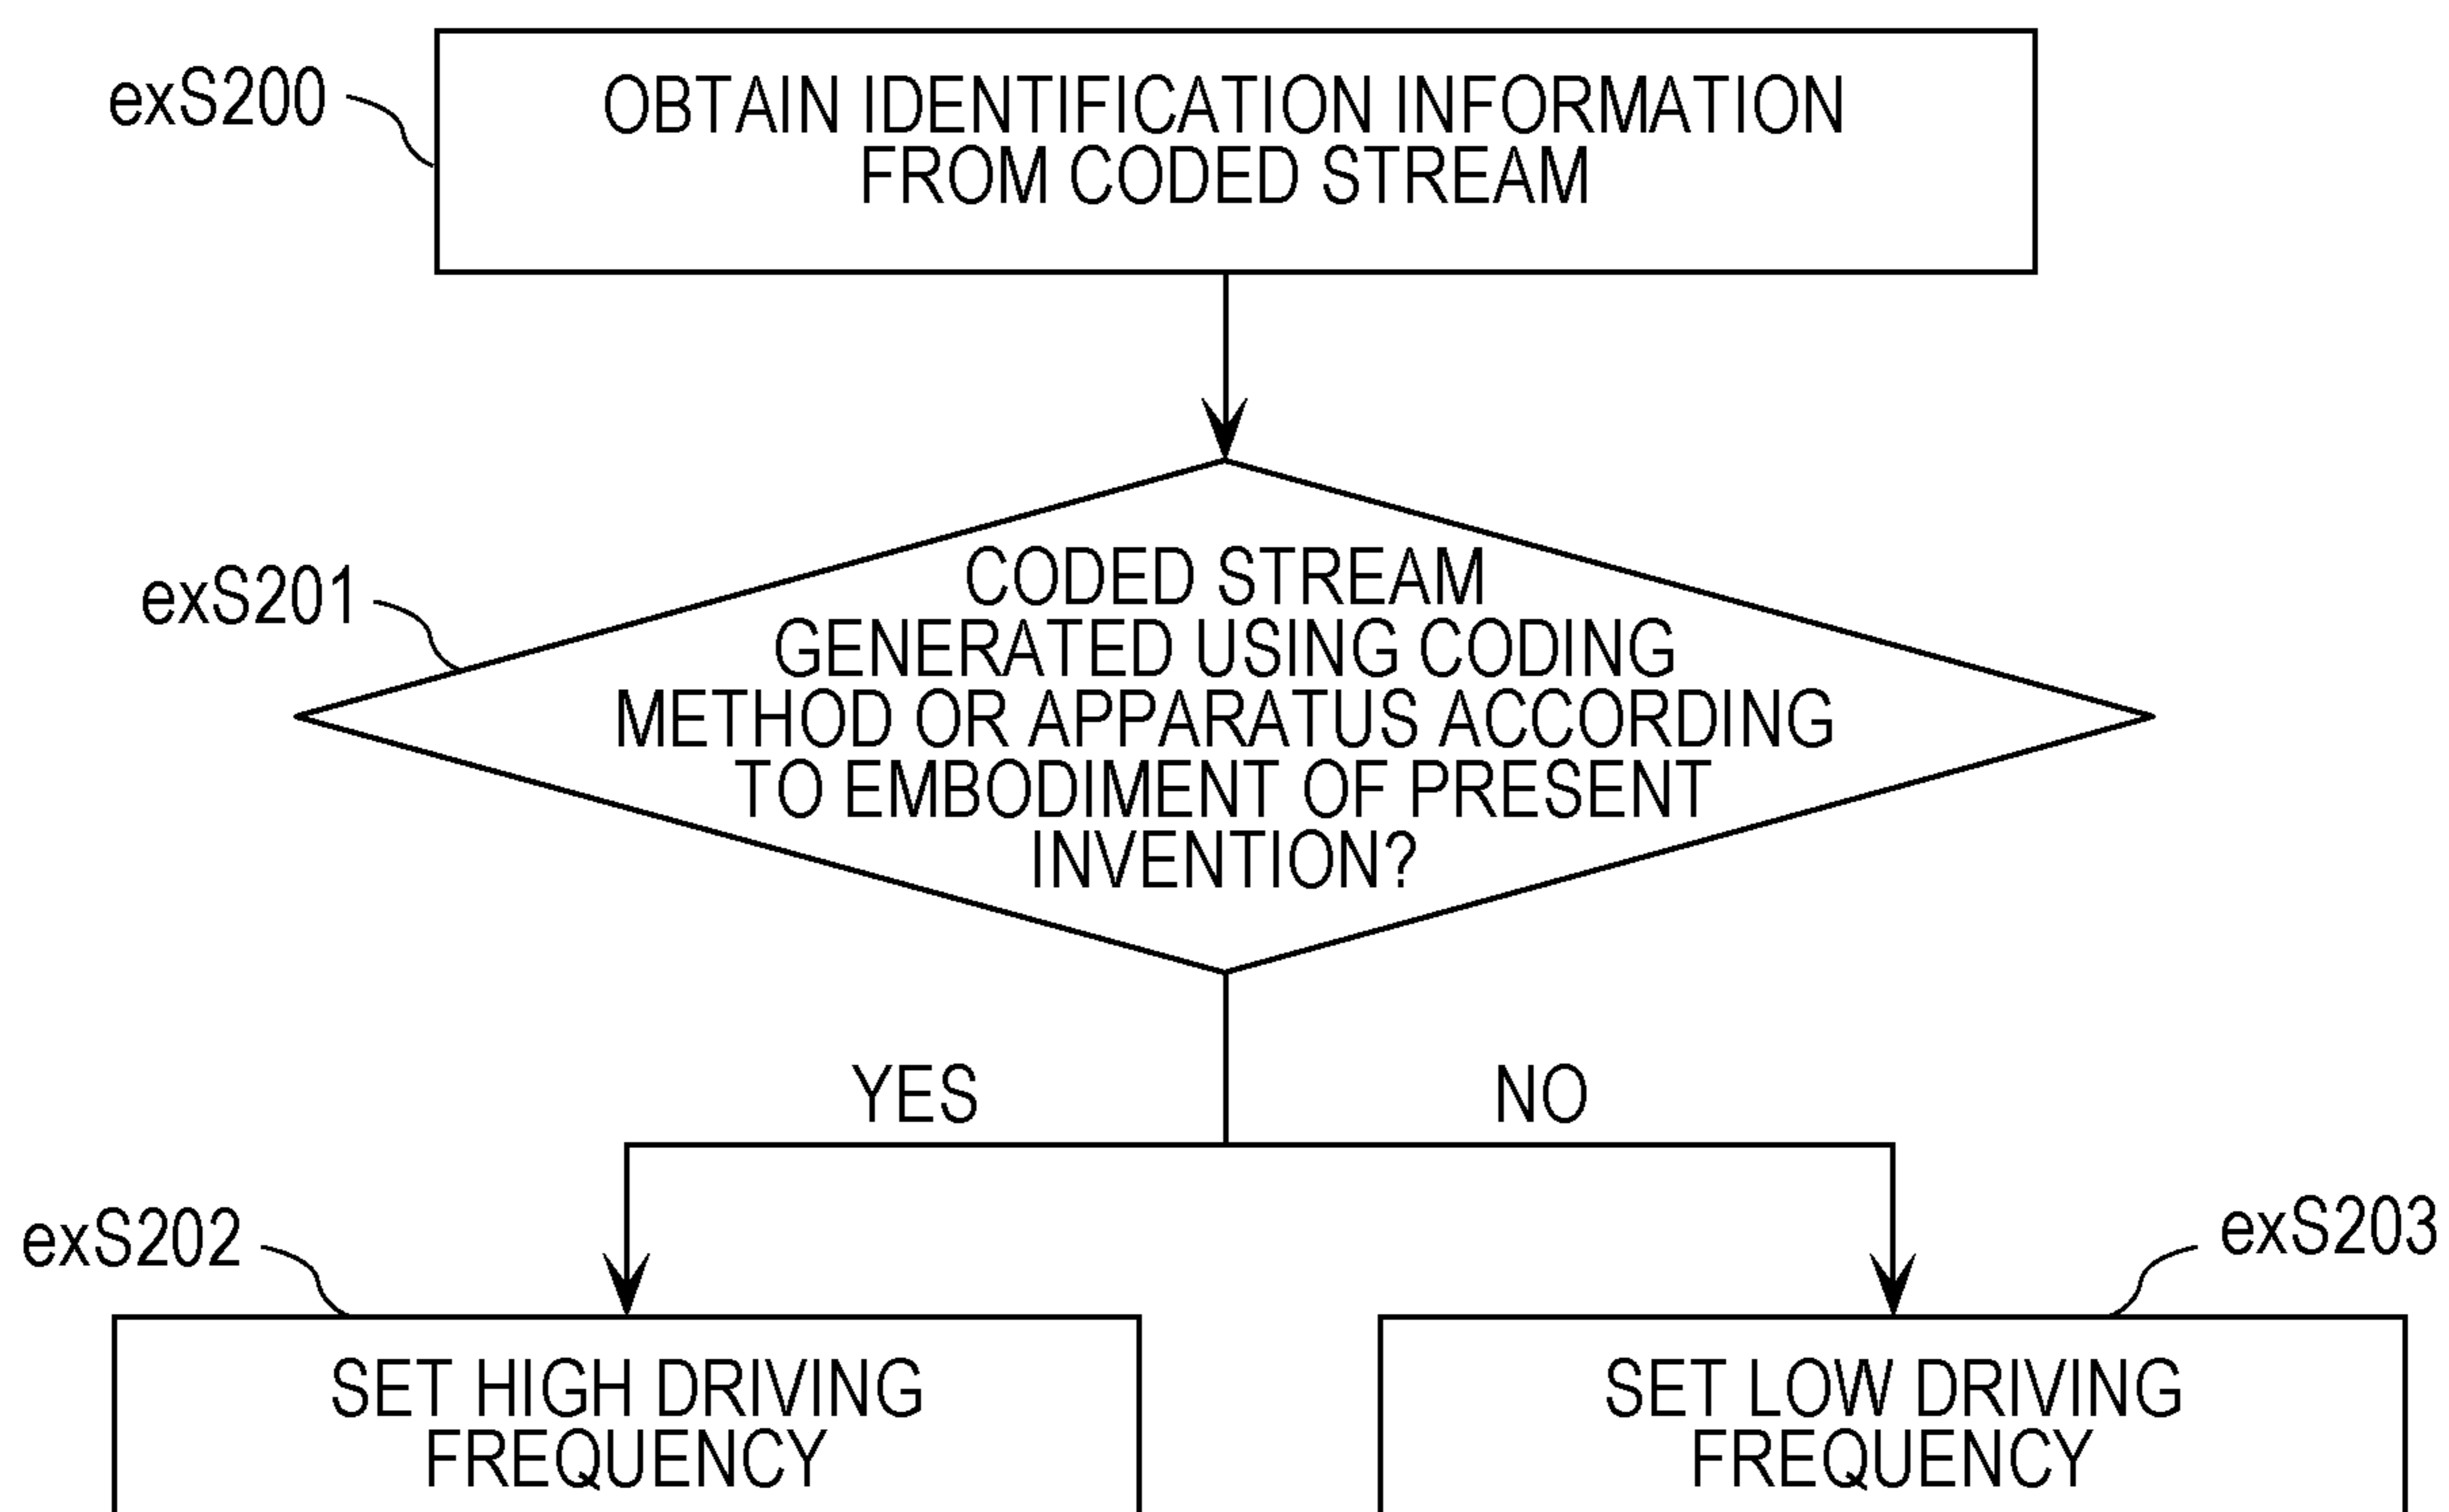 exS200
OBTAIN IDENTIFICATION INFORMATION
FROM CODED STREAM
exS201
CODED STREAM
GENERATED USING CODING
METHOD OR APPARATUS ACCORDING
TO EMBODIMENT OF PRESENT
INVENTION?
YES
NO
exS202
SET HIGH DRIVING
FREQUENCY
exS203
SET LOW DRIVING
FREQUENCY